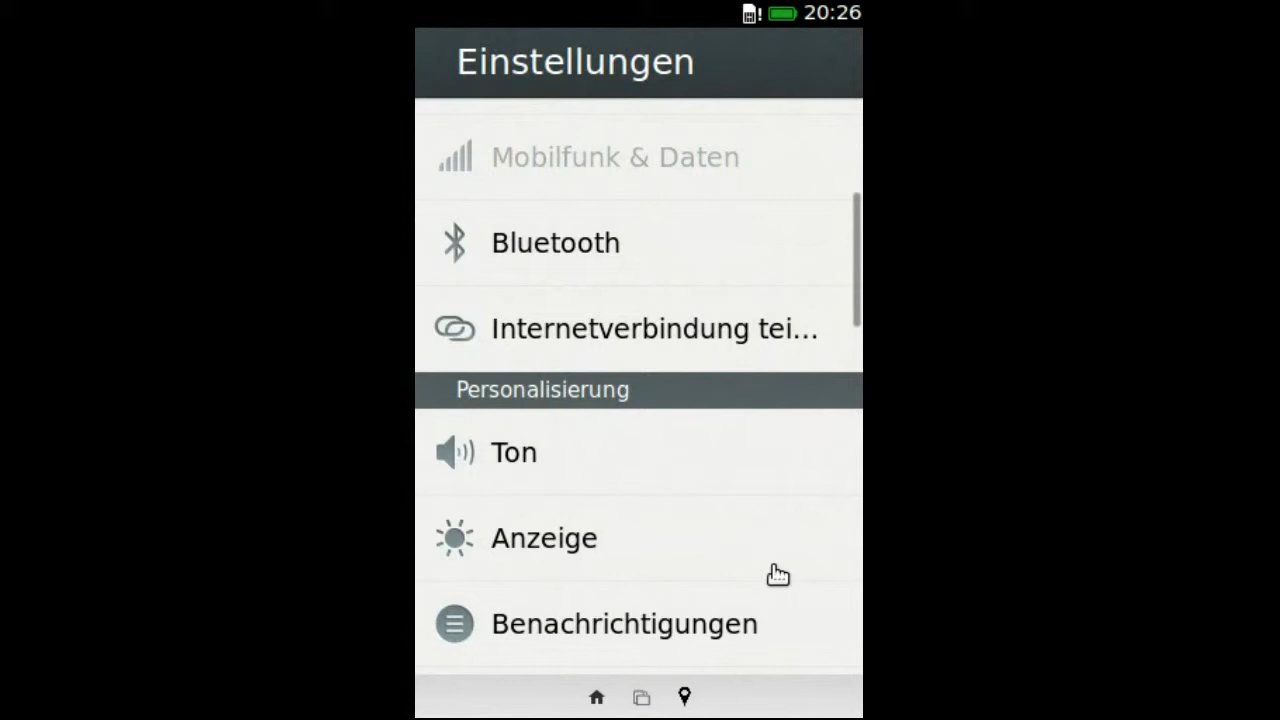 20:26
Einstellungen
Mobilfunk & Daten
Bluetooth
Internetverbindung tei...
Personalisierung
Ton
Anzeige
Benachrichtigungen